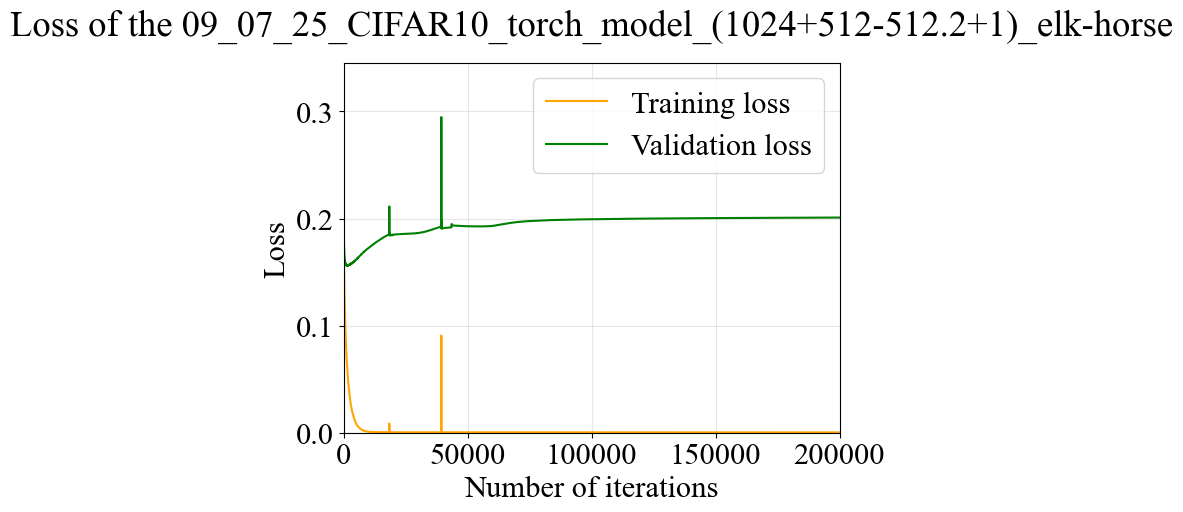 Loss of the 09_07_25_CIFAR10_torch_model_(1024+512-512.2+1)_elk-horse
Training loss
Validation loss
0.3
0.2
0.1
0.0
Loss
0 50000 100000 150000 200000
Number of iterations